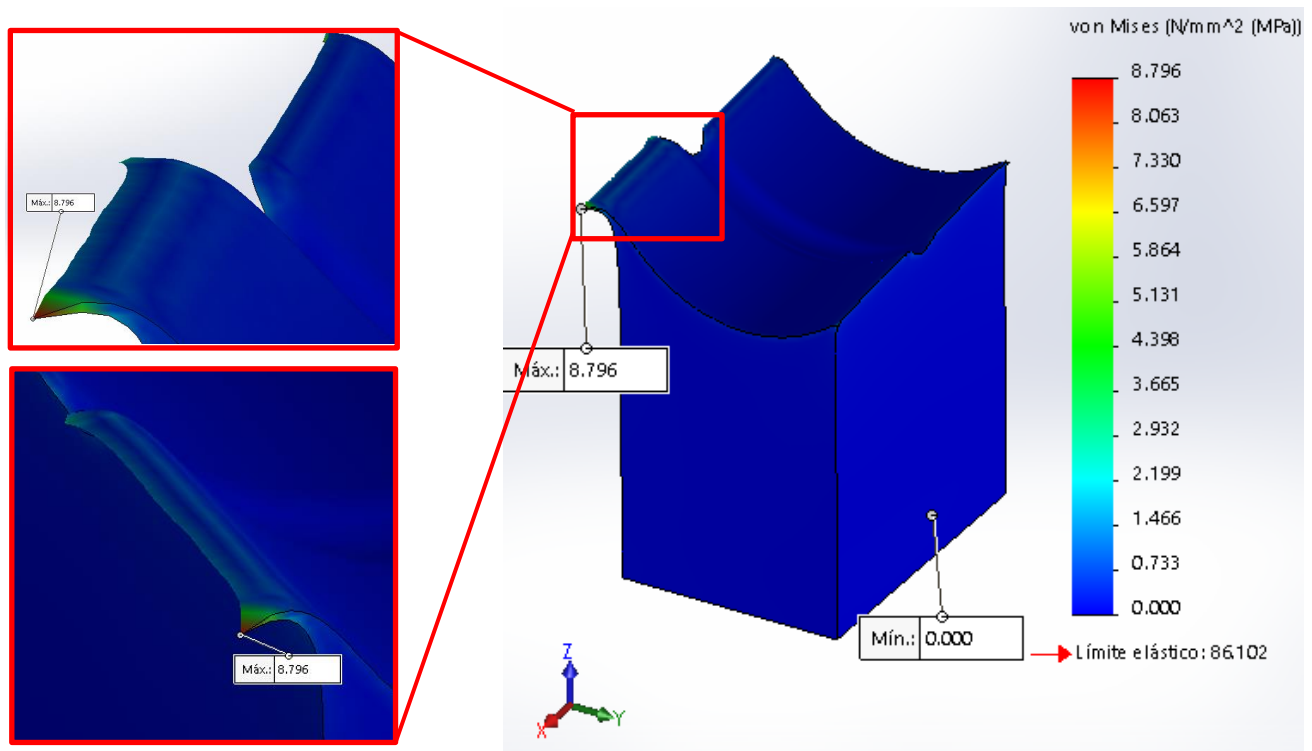 Máx.: 8.796
Máx.: 8.796
Máx.: 8.796
Mín.: 0.000
von Mises (N/mm^2 (MPa))
8.796
8.063
7.330
6.597
5.864
5.131
4.398
3.665
2.932
2.199
1.466
0.733
0.000
Límite elástico: 86.102
Z
X
Y